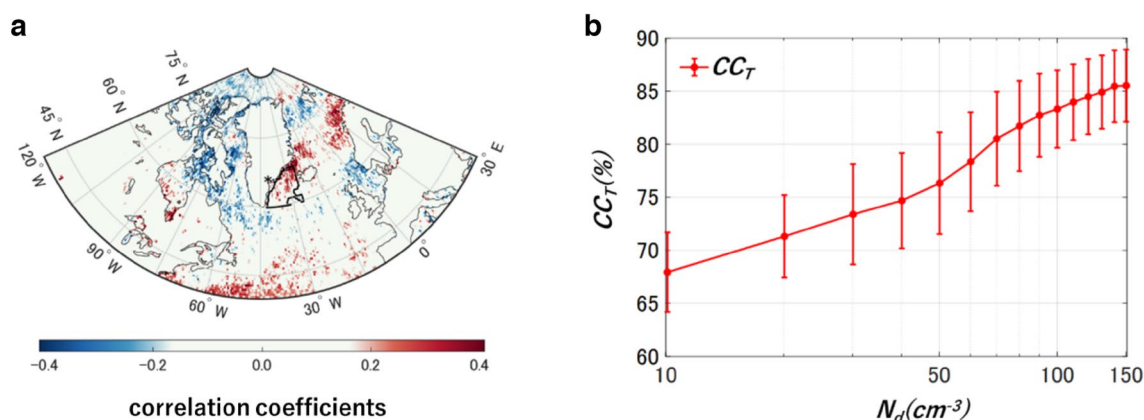 a
75° N
60° N
45° N
120° W
90° W
60° W
30° W
0°
30° E
−0.4 −0.2 0.0 0.2 0.4
correlation coefficients
b
90
85
80
75
70
65
60
CC_T(%)
CC_T
10 50 100 150
N_d(cm⁻³)